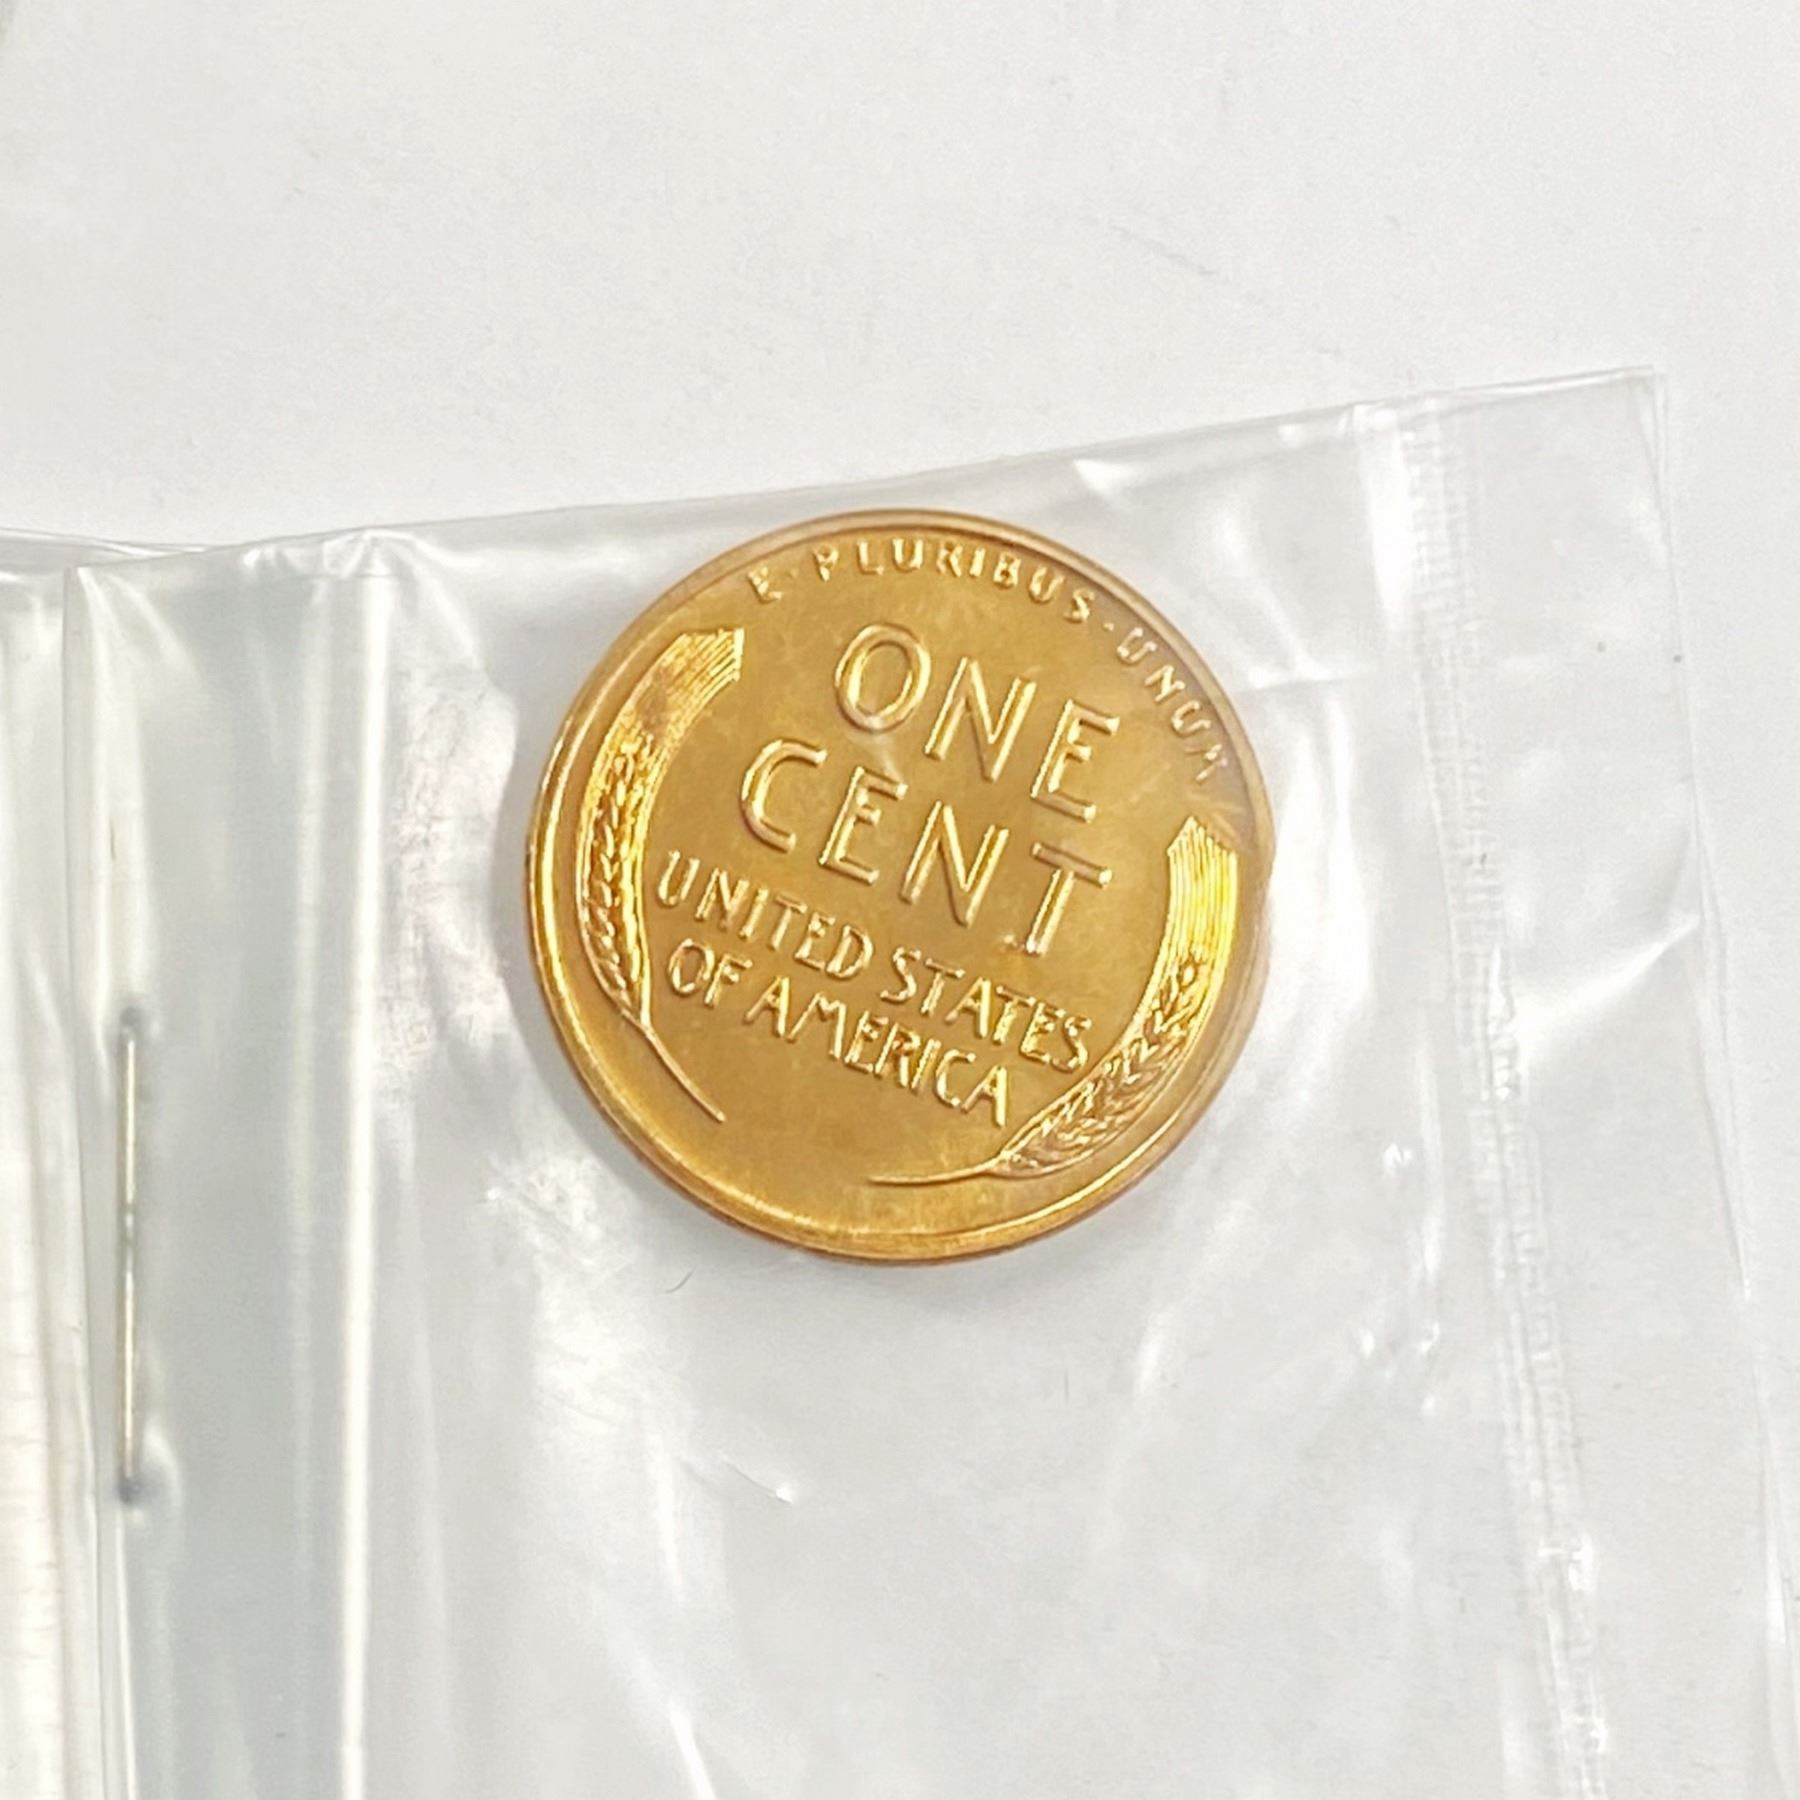 E · PLURIBUS · UNUM
ONE
CENT
UNITED STATES
OF AMERICA